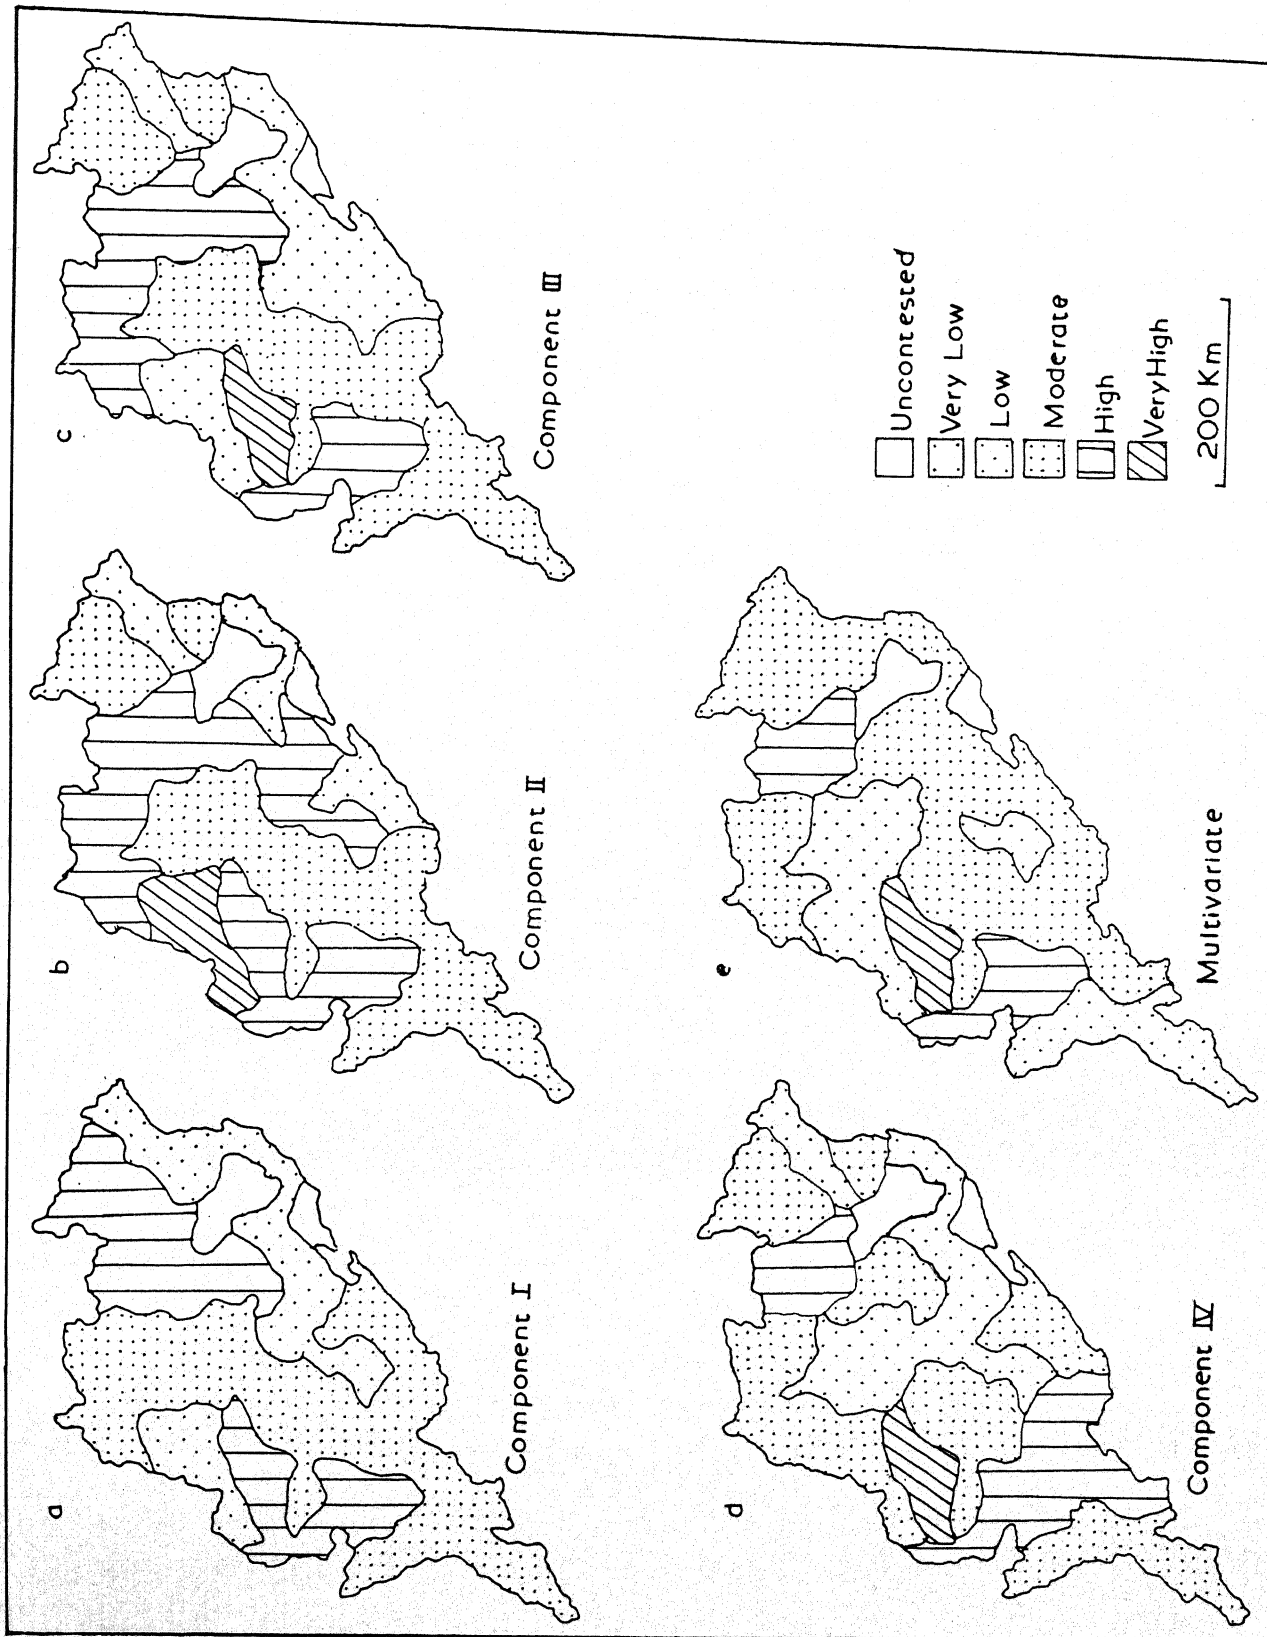 a
Component I
b
Component II
c
Component III
d
Component IV
e
Multivariate
Uncontested
Very Low
Low
Moderate
High
Very High
200 Km